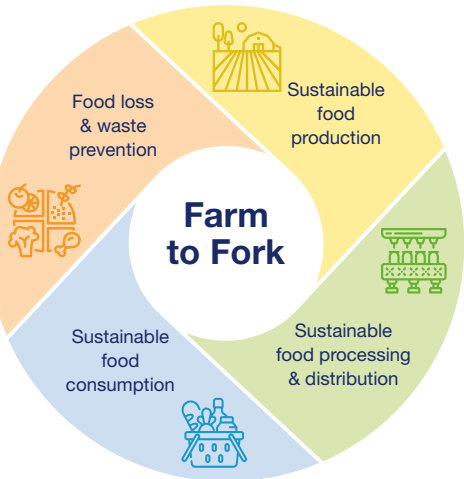 Farm
to Fork
Sustainable
food
production
Sustainable
food processing
& distribution
Sustainable
food
consumption
Food loss
& waste
prevention